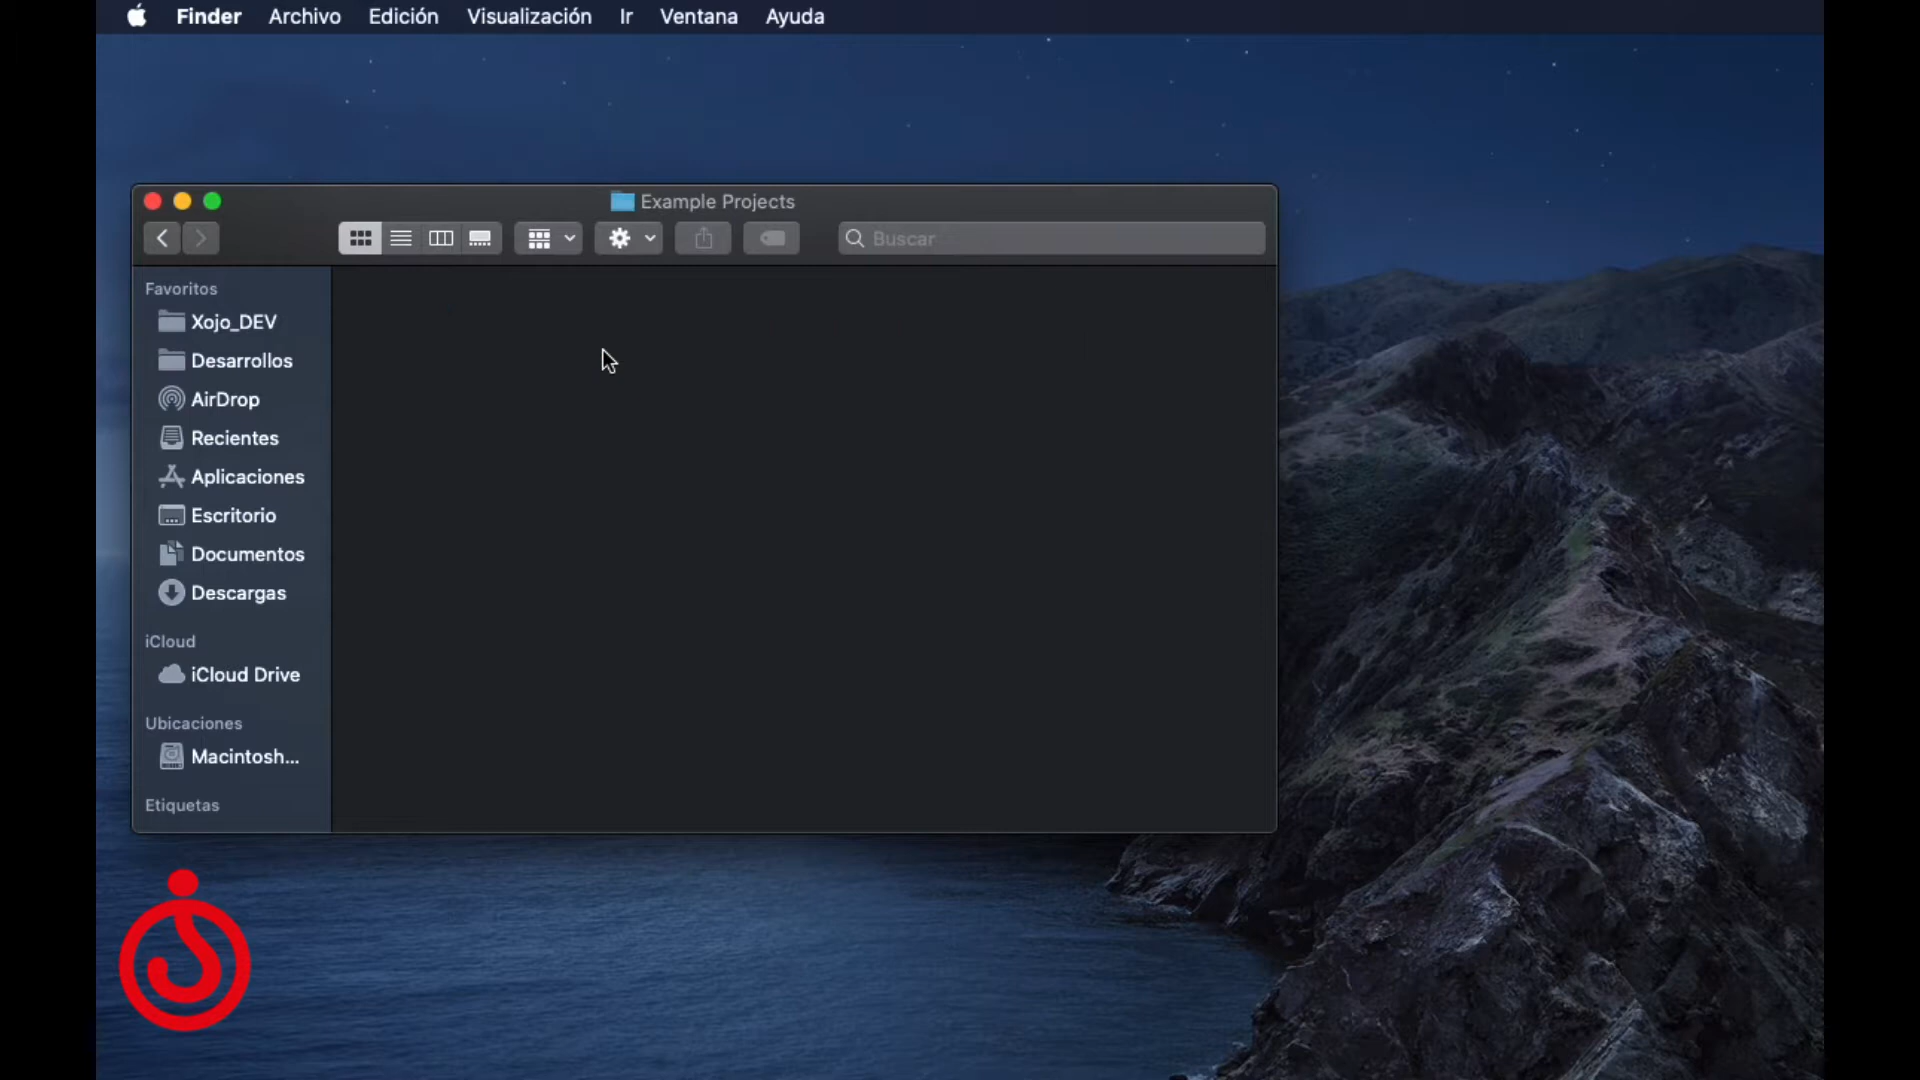 Finder Archivo Edición Visualización Ir Ventana Ayuda
Example Projects
Buscar
Favoritos
Xojo_DEV
Desarrollos
AirDrop
Recientes
Aplicaciones
Escritorio
Documentos
Descargas
iCloud
iCloud Drive
Ubicaciones
Macintosh...
Etiquetas